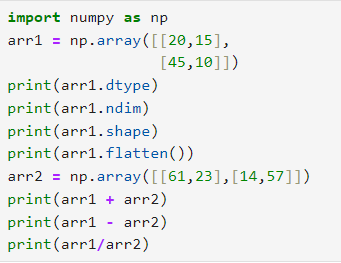 import numpy as np
arr1 = np.array([[20,15],
                 [45,10]])
print(arr1.dtype)
print(arr1.ndim)
print(arr1.shape)
print(arr1.flatten())
arr2 = np.array([[61,23],[14,57]])
print(arr1 + arr2)
print(arr1 - arr2)
print(arr1/arr2)